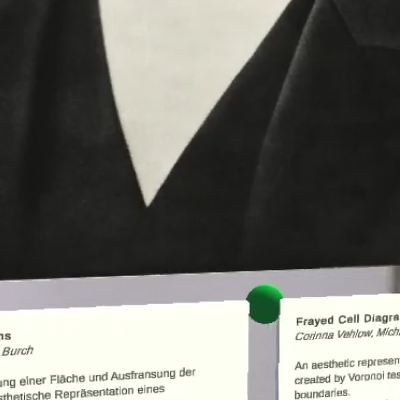 ns
Burch
ung einer Fläche und Ausfransung der
sthetische Repräsentation eines
Frayed Cell Diagra
Corinna Vehlow, Mich
An aesthetic represen
created by Voronoi tes
boundaries.